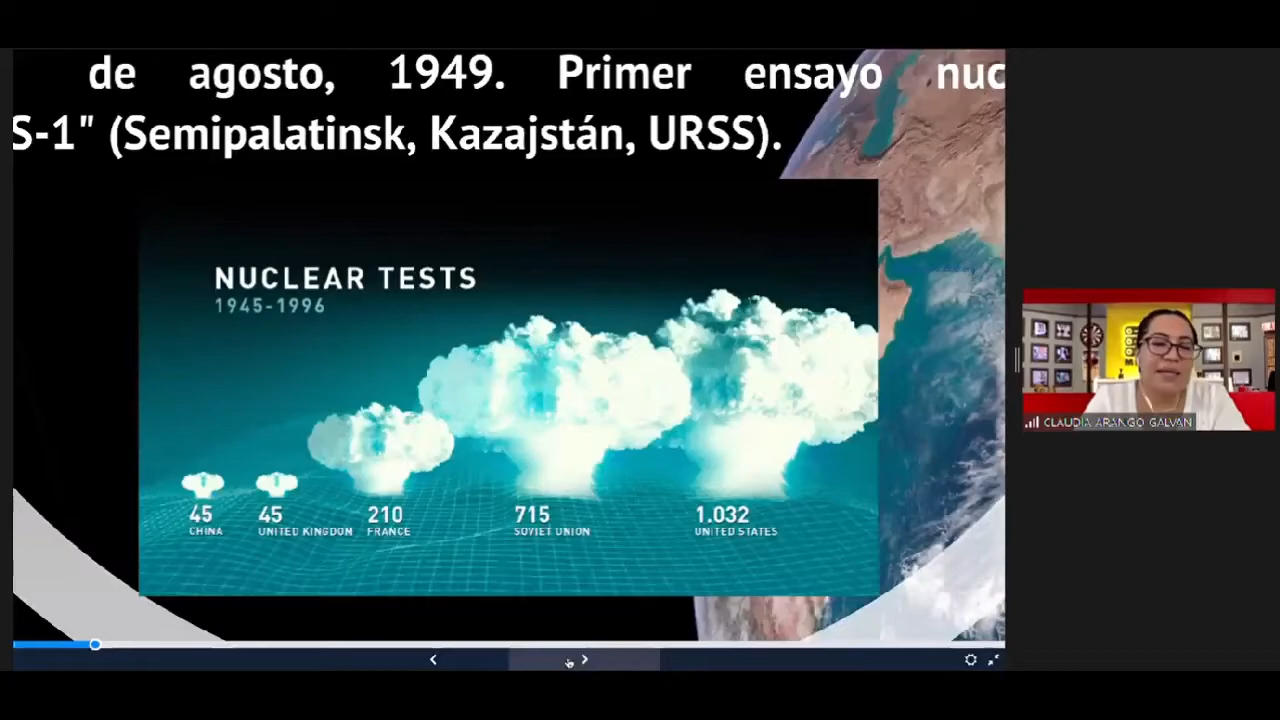 de agosto, 1949. Primer ensayo nuc
S-1" (Semipalatinsk, Kazajstán, URSS).
NUCLEAR TESTS
1945-1996
45
CHINA
45
UNITED KINGDOM
210
FRANCE
715
SOVIET UNION
1.032
UNITED STATES
CLAUDIA ARANGO GALVAN